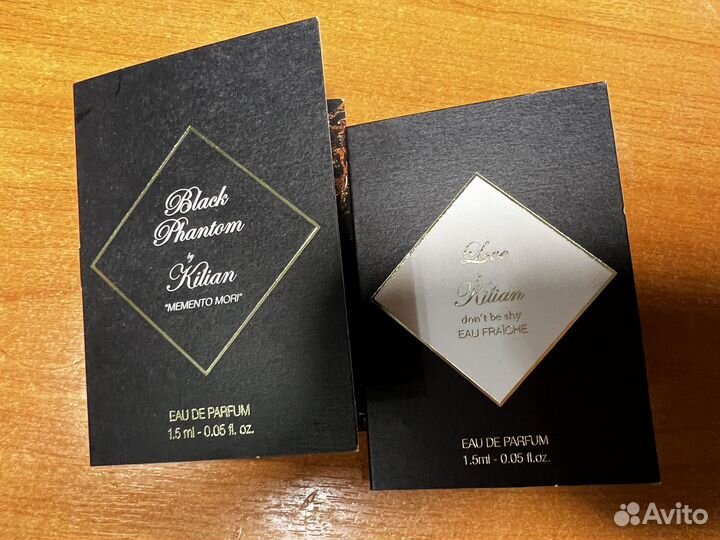 Black
Phantom
by
Kilian
"MEMENTO MORI"
EAU DE PARFUM
1.5 ml - 0.05 fl. oz.
Love
Kilian
don't be shy
EAU FRAÎCHE
EAU DE PARFUM
1.5ml - 0.05 fl.oz.
Avito